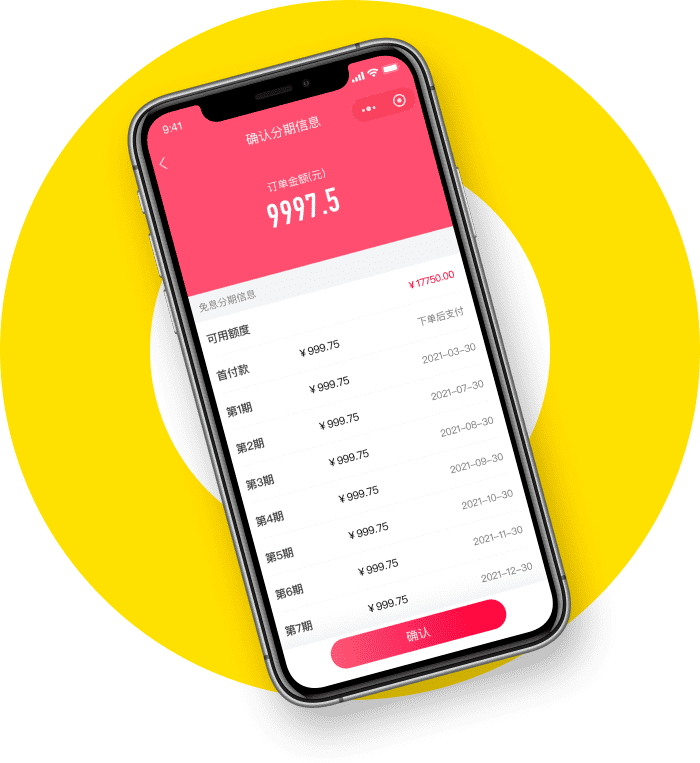 9:41
确认分期信息
订单金额(元)
9997.5
免息分期信息
可用额度 ¥17750.00
首付款 ¥999.75 下单后支付
第1期 ¥999.75 2021-03-30
第2期 ¥999.75 2021-07-30
第3期 ¥999.75 2021-08-30
第4期 ¥999.75 2021-09-30
第5期 ¥999.75 2021-10-30
第6期 ¥999.75 2021-11-30
第7期 ¥999.75 2021-12-30
确认